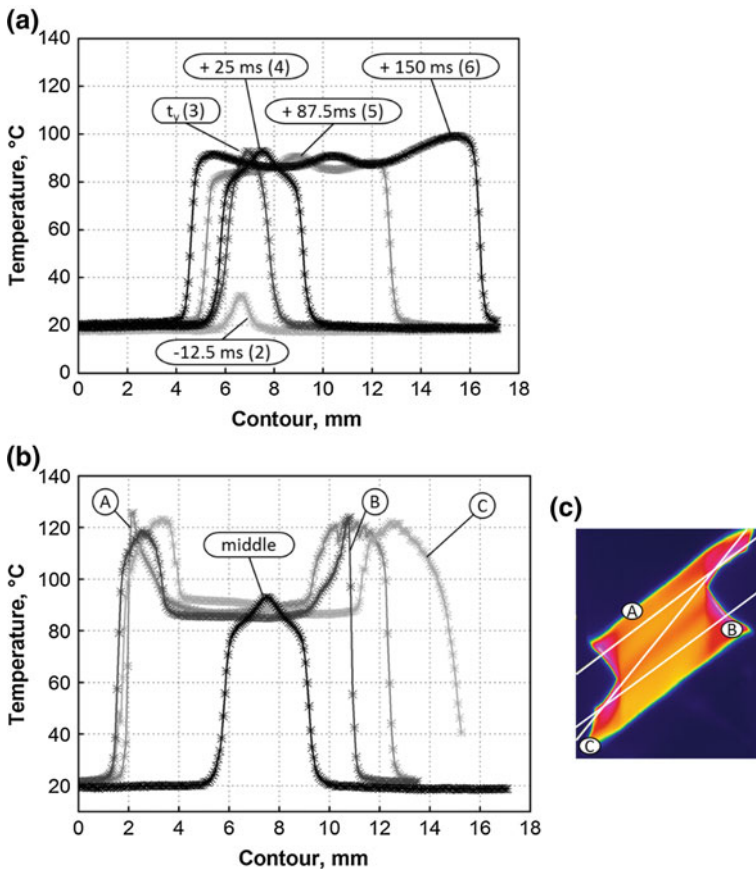 (a)
140
120
100
80
60
40
20
0
Temperature, °C
+ 25 ms (4)
+ 150 ms (6)
tᵧ (3)
+ 87.5ms (5)
-12.5 ms (2)
0 2 4 6 8 10 12 14 16 18
Contour, mm
(b)
140
120
100
80
60
40
20
Temperature, °C
A
B
C
middle
0 2 4 6 8 10 12 14 16 18
Contour, mm
(c)
A
B
C